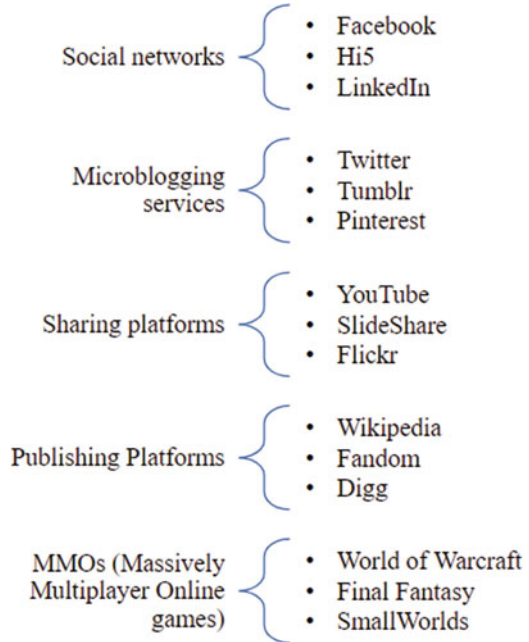 Social networks
• Facebook
• Hi5
• LinkedIn
Microblogging
services
• Twitter
• Tumblr
• Pinterest
Sharing platforms
• YouTube
• SlideShare
• Flickr
Publishing Platforms
• Wikipedia
• Fandom
• Digg
MMOs (Massively
Multiplayer Online
games)
• World of Warcraft
• Final Fantasy
• SmallWorlds